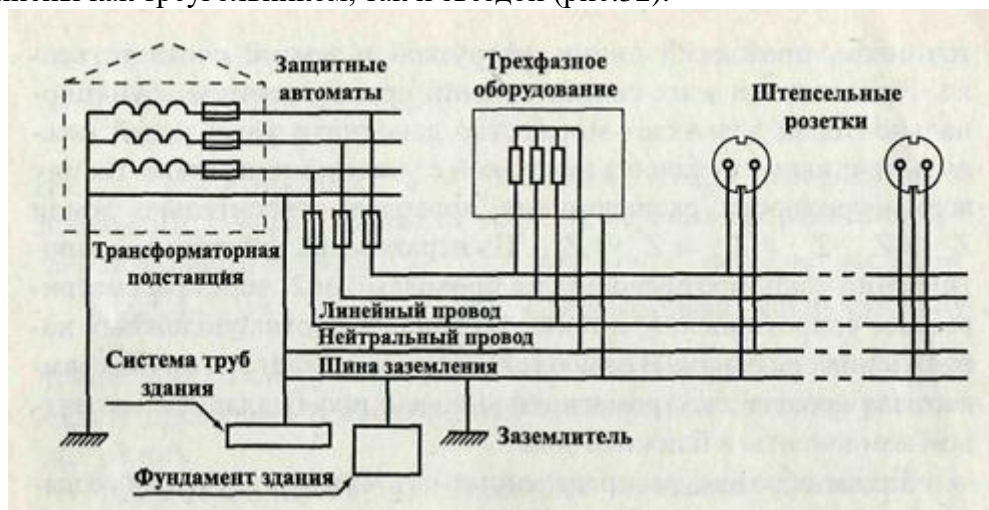 Защитные
автоматы
Трехфазное
оборудование
Штепсельные
розетки
Трансформаторная
подстанция
Линейный провод
Нейтральный провод
Шина заземления
Система труб
здания
Заземлитель
Фундамент здания